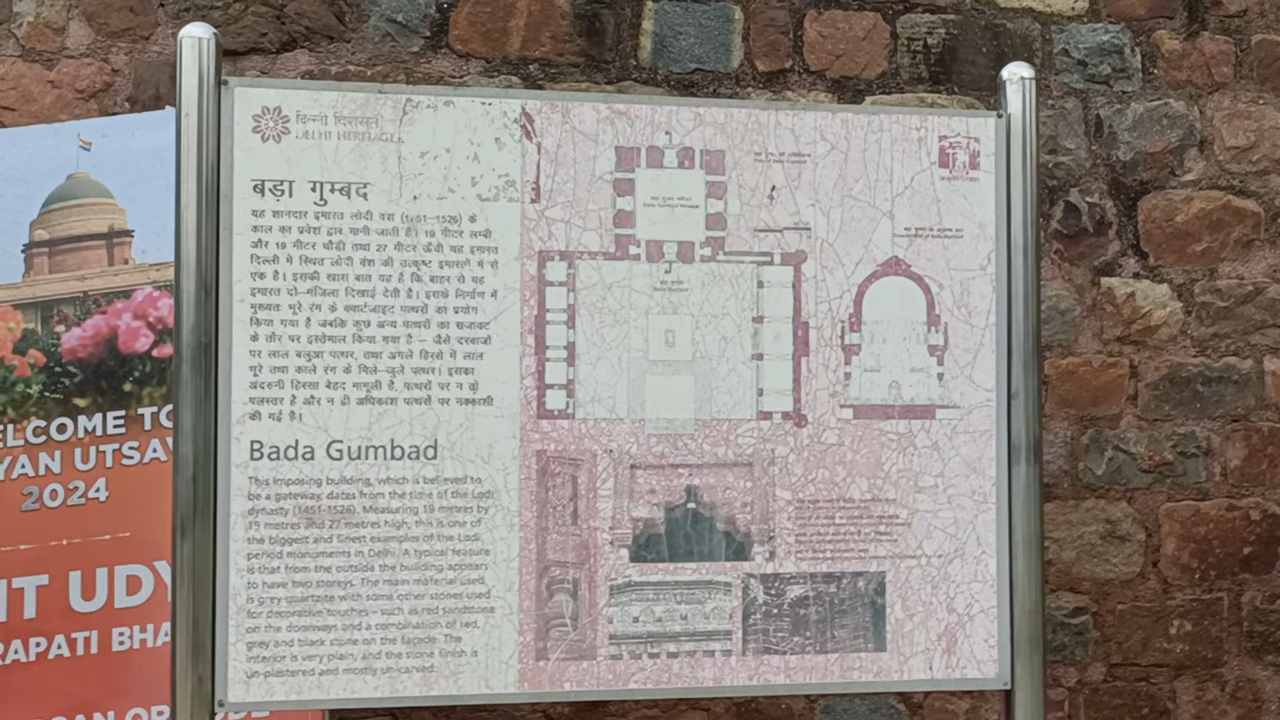 दिल्ली विरासत
DELHI HERITAGE
बड़ा गुम्बद
यह शानदार इमारत लोदी वंश (1451–1526) के
काल का प्रवेश द्वार मानी जाती है। 19 मीटर लम्बी,
और 19 मीटर चौड़ी तथा 27 मीटर ऊँची यह इमारत
दिल्ली में स्थित लोदी वंश की उत्कृष्ट इमारतों में से
एक है। इसकी खास बात यह है कि बाहर से यह
इमारत दो–मंजिला दिखाई देती है। इसके निर्माण में
मुख्यतः भूरे रंग के क्वार्टजाइट पत्थरों का प्रयोग
किया गया है जबकि कुछ अन्य पत्थरों का सजावट
के तौर पर इस्तेमाल किया गया है – जैसे दरवाजों
पर लाल बलुआ पत्थर, तथा अगले हिस्से में लाल
भूरे तथा काले रंग के मिले–जुले पत्थर। इसका
अंदरुनी हिस्सा बेहद मामूली है, पत्थरों पर न तो
पलस्तर है और न ही अधिकांश पत्थरों पर नक्काशी
की गई है।
Bada Gumbad
This imposing building, which is believed to
be a gateway, dates from the time of the Lodi
dynasty (1451-1526). Measuring 19 metres by
19 metres and 27 metres high, this is one of
the biggest and finest examples of the Lodi
period monuments in Delhi. A typical feature
is that from the outside the building appears
to have two storeys. The main material used
is grey quartzite with some other stones used
for decorative touches – such as red sandstone
on the doorways and a combination of red,
grey and black stone on the façade. The
interior is very plain, and the stone finish is
un-plastered and mostly un-carved.
Bada Gumbad
ELCOME TO
YAN UTSAV
2024
IT UDY
RAPATI BHA